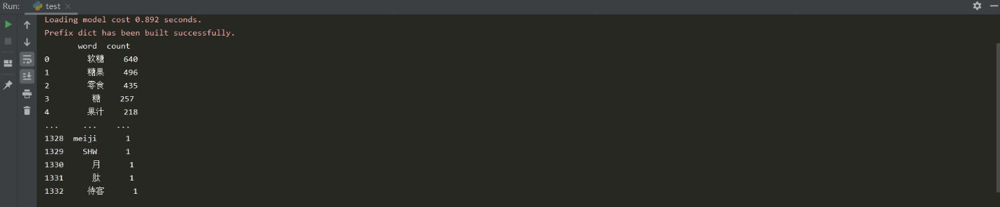 Run: test
Loading model cost 0.892 seconds.
Prefix dict has been built successfully.
word count
0 软糖 640
1 糖果 496
2 零食 435
3 糖 257
4 果汁 218
... ... ...
1328 meiji 1
1329 SHW 1
1330 月 1
1331 肽 1
1332 待客 1